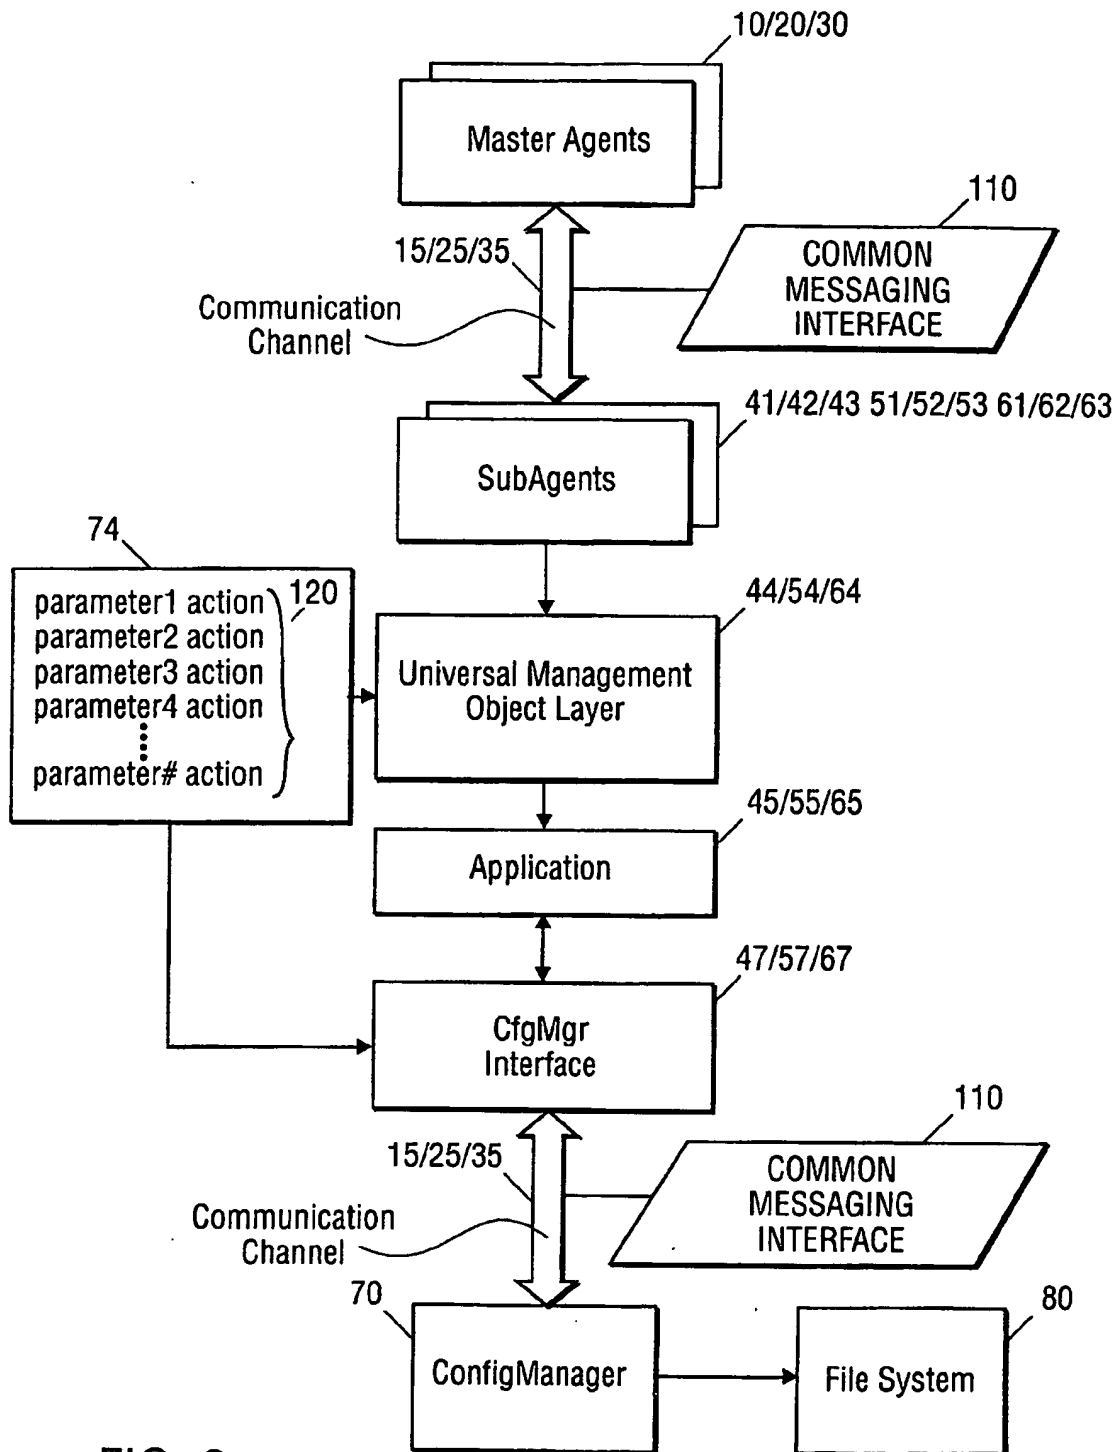 10/20/30
Master Agents
110
15/25/35
COMMON
MESSAGING
INTERFACE
Communication
Channel
41/42/43 51/52/53 61/62/63
SubAgents
74
120
parameter1 action
parameter2 action
parameter3 action
parameter4 action
parameter# action
44/54/64
Universal Management
Object Layer
45/55/65
Application
47/57/67
CfgMgr
Interface
110
15/25/35
COMMON
MESSAGING
INTERFACE
Communication
Channel
70
ConfigManager
80
File System